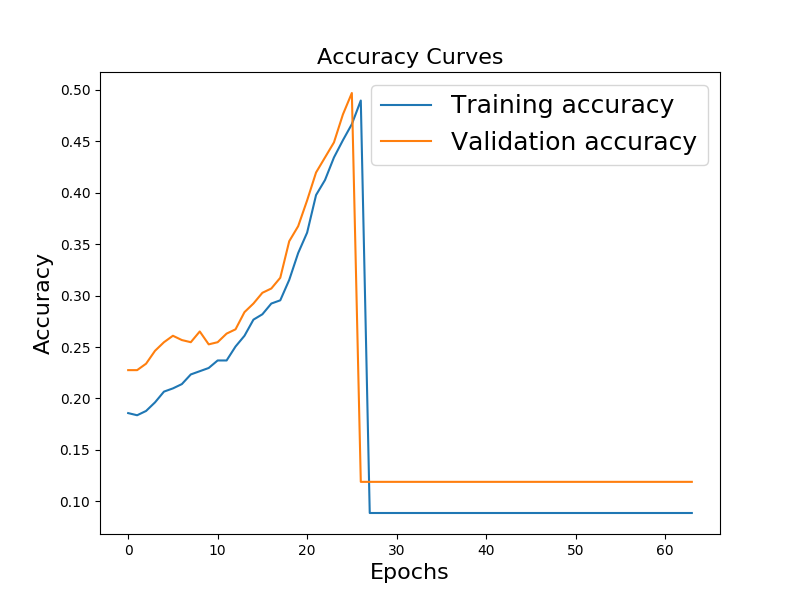 Accuracy Curves
Training accuracy
Validation accuracy
Accuracy
0.50
0.45
0.40
0.35
0.30
0.25
0.20
0.15
0.10
0 10 20 30 40 50 60
Epochs